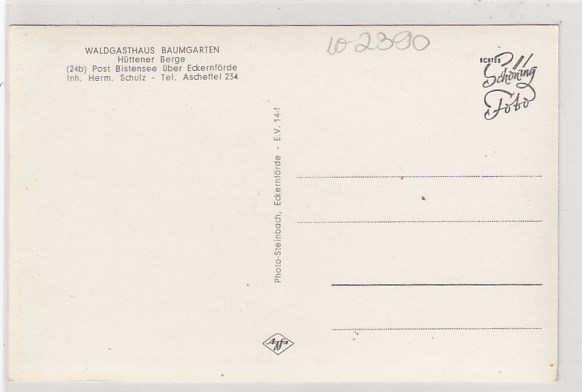 WALDGASTHAUS BAUMGARTEN
Hüttener Berge
(24b) Post Bistensee über Eckernförde
Inh. Herm. Schulz - Tel. Ascheffel 234
W-2390
ECHTES
Schöning
Foto
Photo-Steinbach, Eckernförde - E.V. 14-1
Agfa